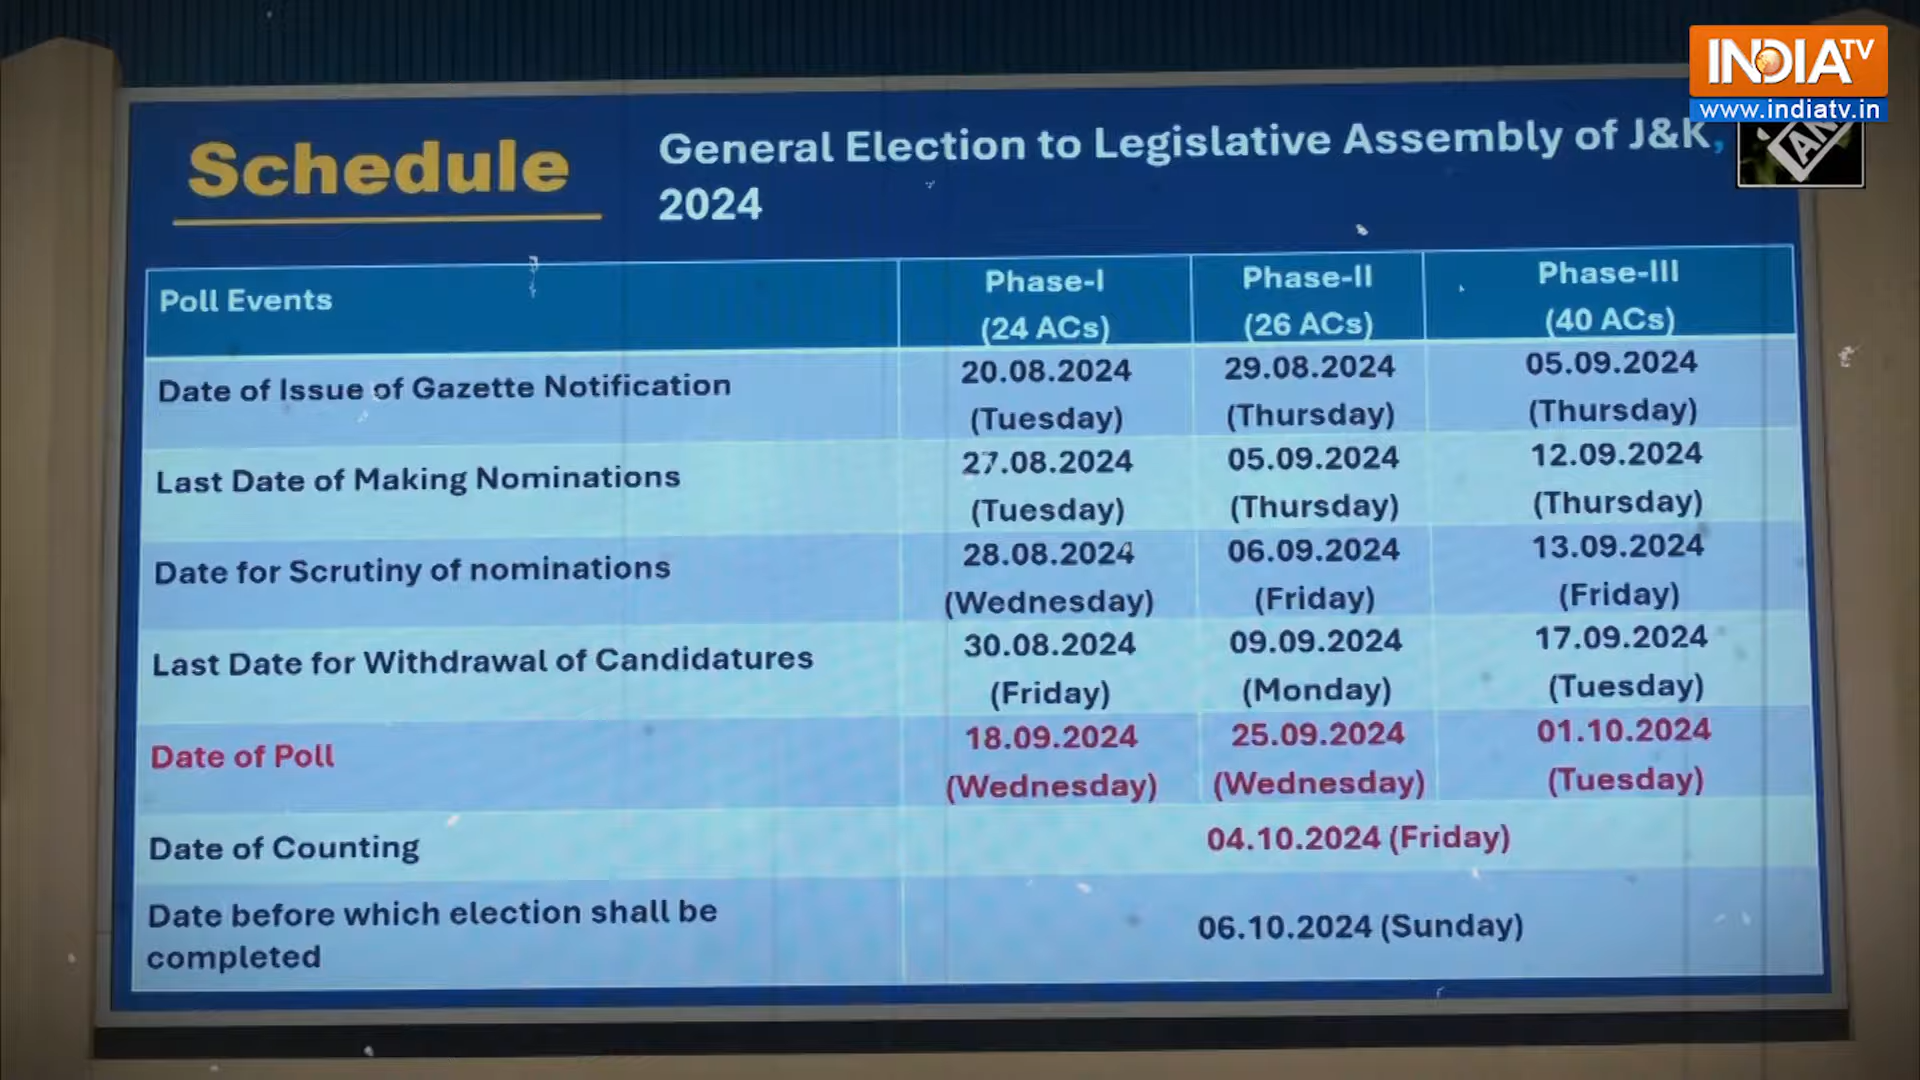 INDIA TV
www.indiatv.in
ANI
Schedule
General Election to Legislative Assembly of J&K,
2024
Poll Events
Phase-I
(24 ACs)
Phase-II
(26 ACs)
Phase-III
(40 ACs)
Date of Issue of Gazette Notification
20.08.2024
(Tuesday)
29.08.2024
(Thursday)
05.09.2024
(Thursday)
Last Date of Making Nominations
27.08.2024
(Tuesday)
05.09.2024
(Thursday)
12.09.2024
(Thursday)
Date for Scrutiny of nominations
28.08.2024
(Wednesday)
06.09.2024
(Friday)
13.09.2024
(Friday)
Last Date for Withdrawal of Candidatures
30.08.2024
(Friday)
09.09.2024
(Monday)
17.09.2024
(Tuesday)
Date of Poll
18.09.2024
(Wednesday)
25.09.2024
(Wednesday)
01.10.2024
(Tuesday)
Date of Counting
04.10.2024 (Friday)
Date before which election shall be
completed
06.10.2024 (Sunday)